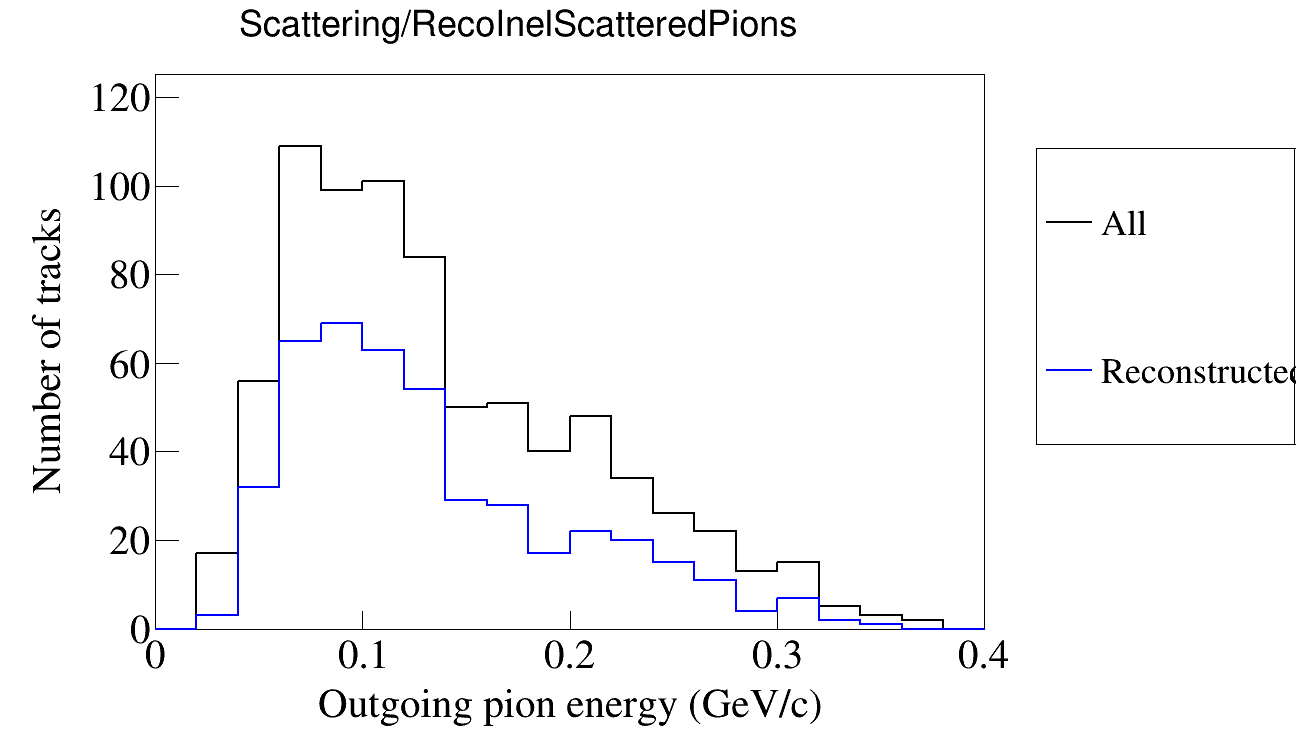 Scattering/RecoInelScatteredPions
120
100
80
60
40
20
0
Number of tracks
0 0.1 0.2 0.3 0.4
Outgoing pion energy (GeV/c)
All
Reconstructed